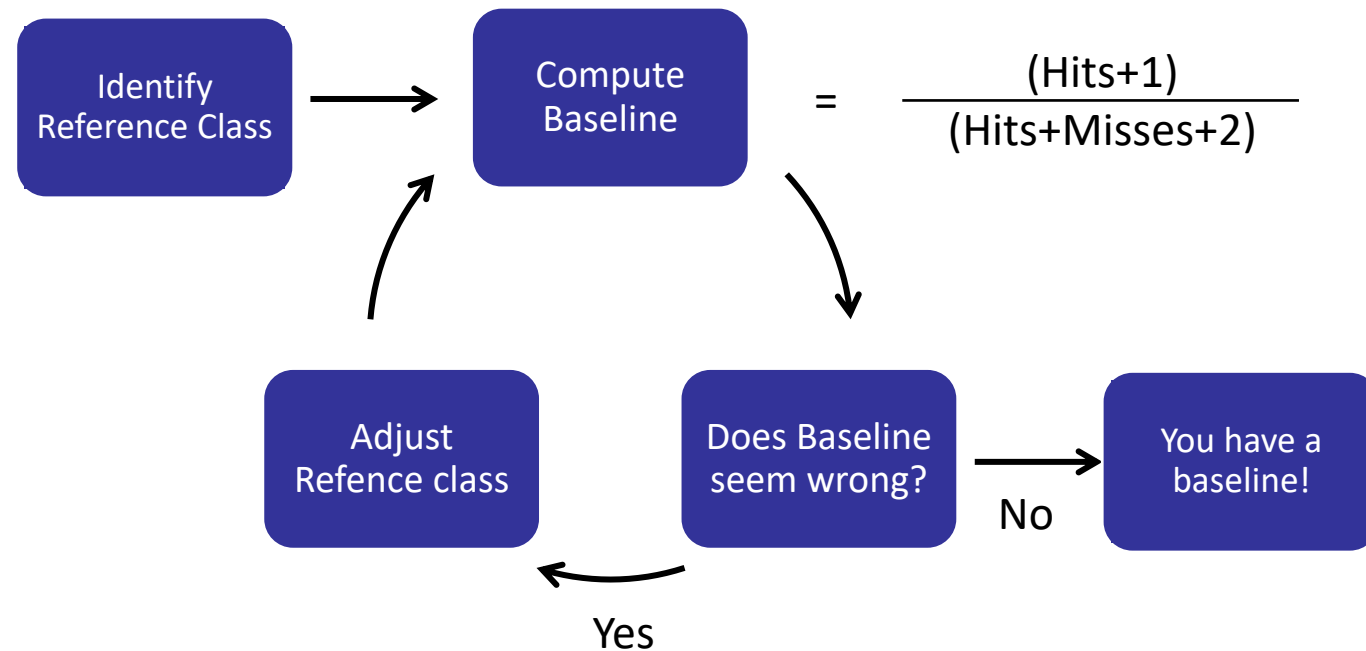 Identify
Reference Class
Compute
Baseline
=
(Hits+1)
(Hits+Misses+2)
Adjust
Refence class
Does Baseline
seem wrong?
No
You have a
baseline!
Yes